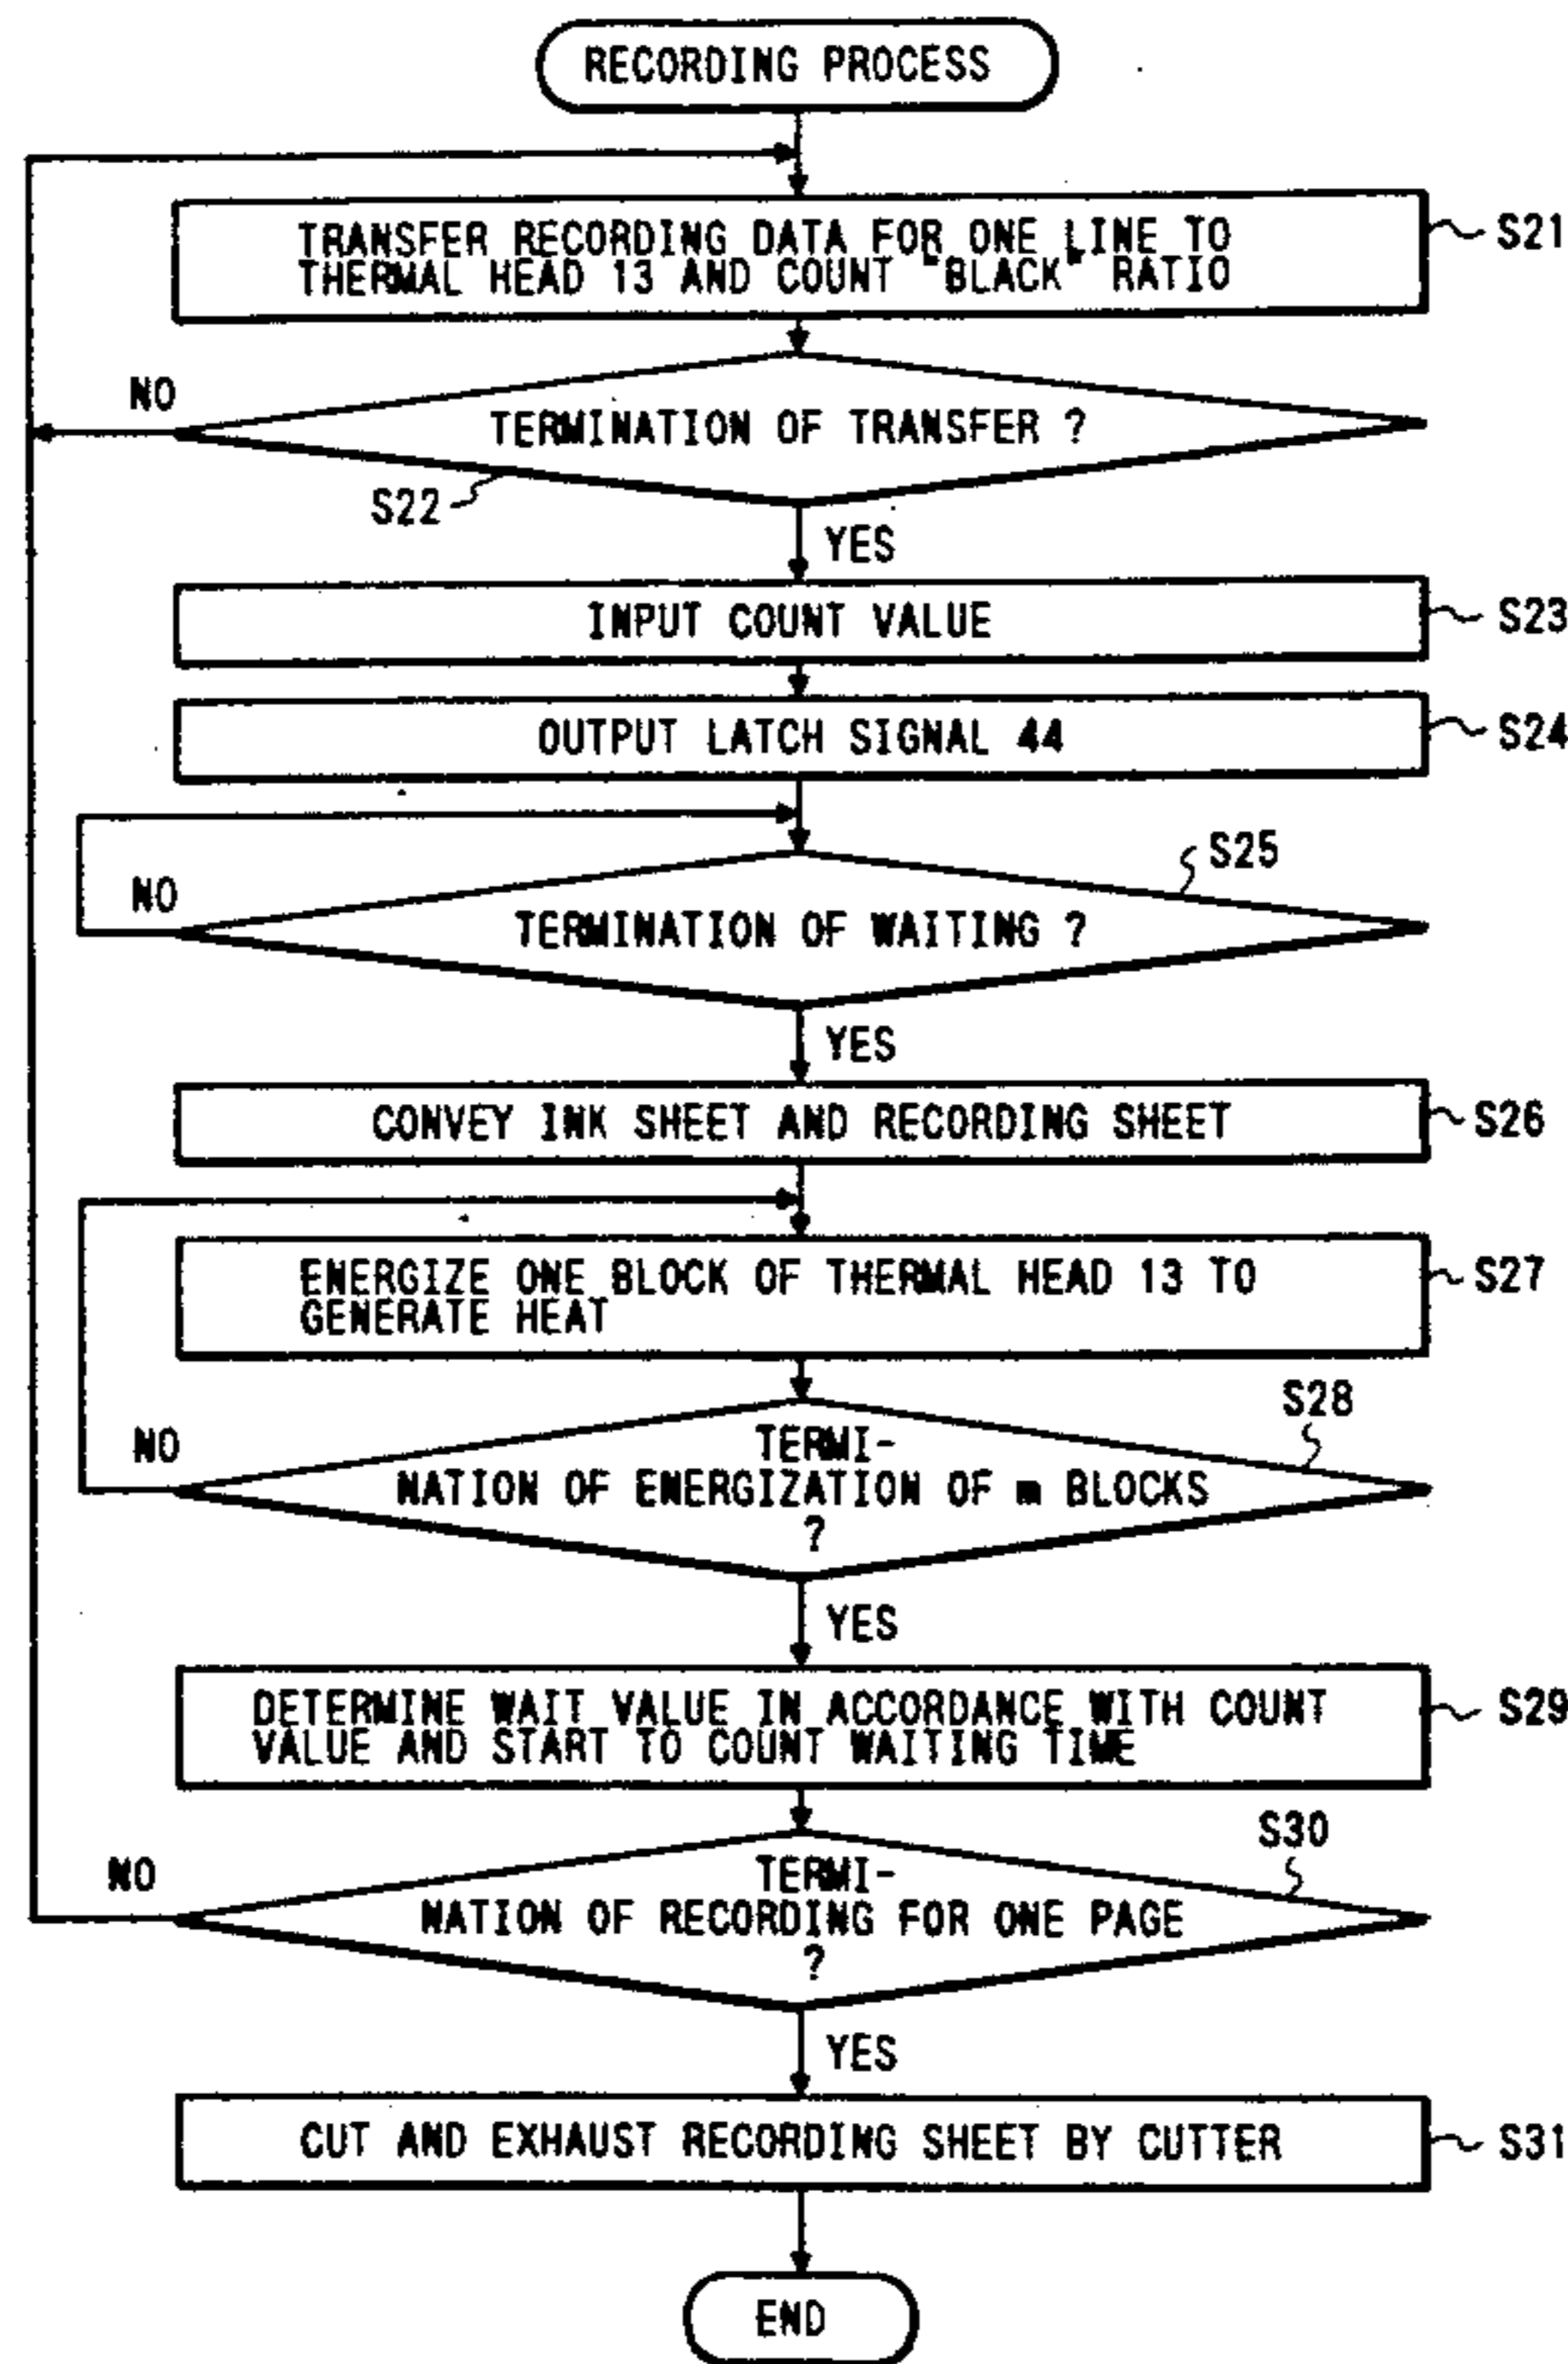 RECORDING PROCESS
TRANSFER RECORDING DATA FOR ONE LINE TO
THERMAL HEAD 13 AND COUNT "BLACK" RATIO
S21
NO
TERMINATION OF TRANSFER ?
S22
YES
INPUT COUNT VALUE
S23
OUTPUT LATCH SIGNAL 44
S24
S25
NO
TERMINATION OF WAITING ?
YES
CONVEY INK SHEET AND RECORDING SHEET
S26
ENERGIZE ONE BLOCK OF THERMAL HEAD 13 TO
GENERATE HEAT
S27
S28
NO
TERMI-
NATION OF ENERGIZATION OF m BLOCKS
?
YES
DETERMINE WAIT VALUE IN ACCORDANCE WITH COUNT
VALUE AND START TO COUNT WAITING TIME
S29
S30
NO
TERMI-
NATION OF RECORDING FOR ONE PAGE
?
YES
CUT AND EXHAUST RECORDING SHEET BY CUTTER
S31
END